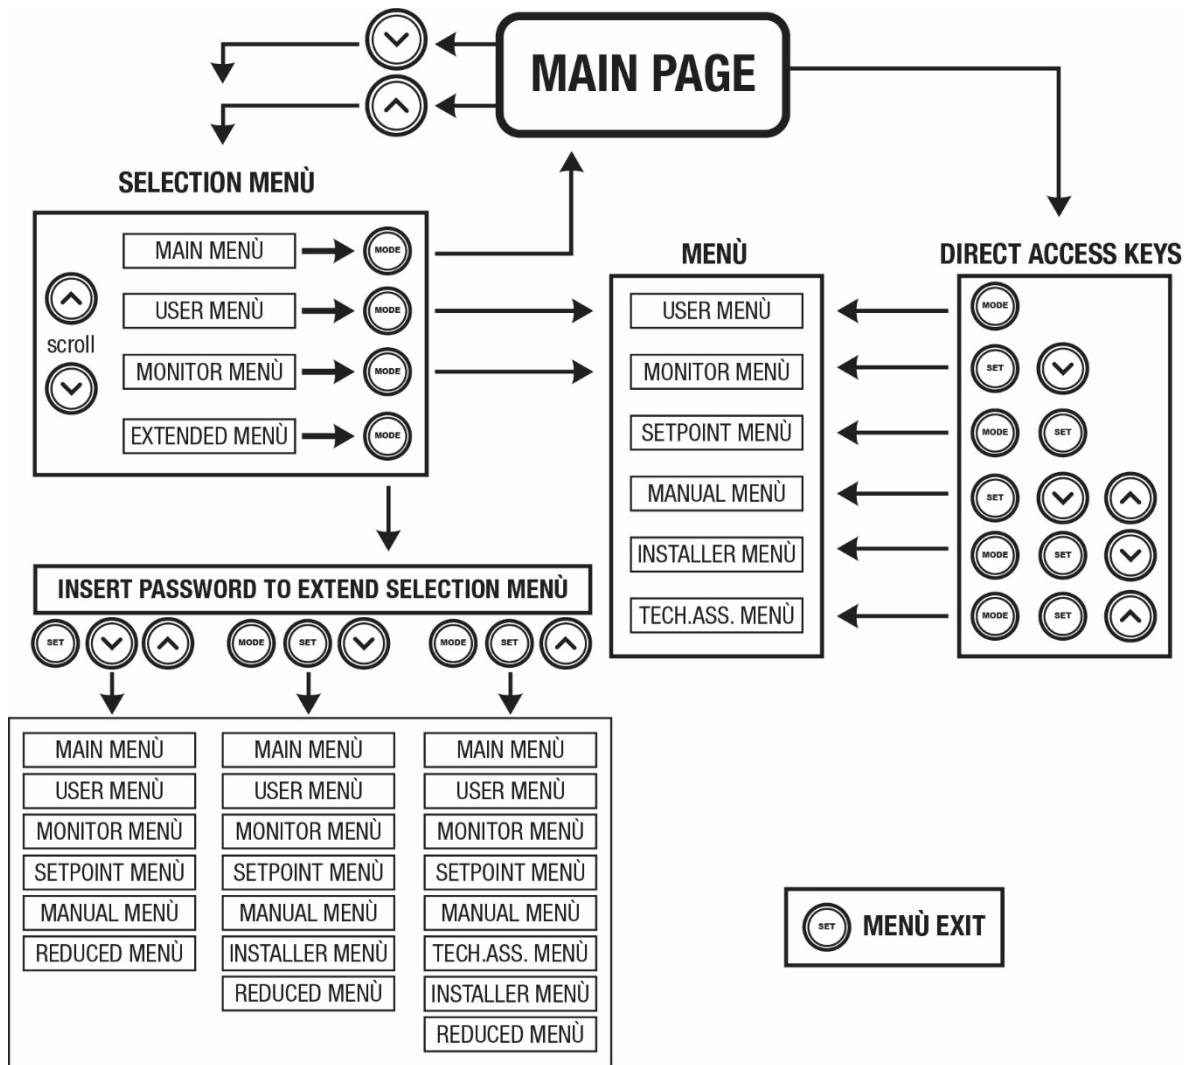 MAIN PAGE
SELECTION MENÙ
MAIN MENÙ MODE
USER MENÙ MODE
scroll
MONITOR MENÙ MODE
EXTENDED MENÙ MODE
MENÙ
USER MENÙ
MONITOR MENÙ
SETPOINT MENÙ
MANUAL MENÙ
INSTALLER MENÙ
TECH.ASS. MENÙ
DIRECT ACCESS KEYS
MODE
SET
MODE SET
SET
MODE SET
MODE SET
INSERT PASSWORD TO EXTEND SELECTION MENÙ
SET MODE SET MODE SET
MAIN MENÙ
USER MENÙ
MONITOR MENÙ
SETPOINT MENÙ
MANUAL MENÙ
REDUCED MENÙ
MAIN MENÙ
USER MENÙ
MONITOR MENÙ
SETPOINT MENÙ
MANUAL MENÙ
INSTALLER MENÙ
REDUCED MENÙ
MAIN MENÙ
USER MENÙ
MONITOR MENÙ
SETPOINT MENÙ
MANUAL MENÙ
TECH.ASS. MENÙ
INSTALLER MENÙ
REDUCED MENÙ
SET MENÙ EXIT